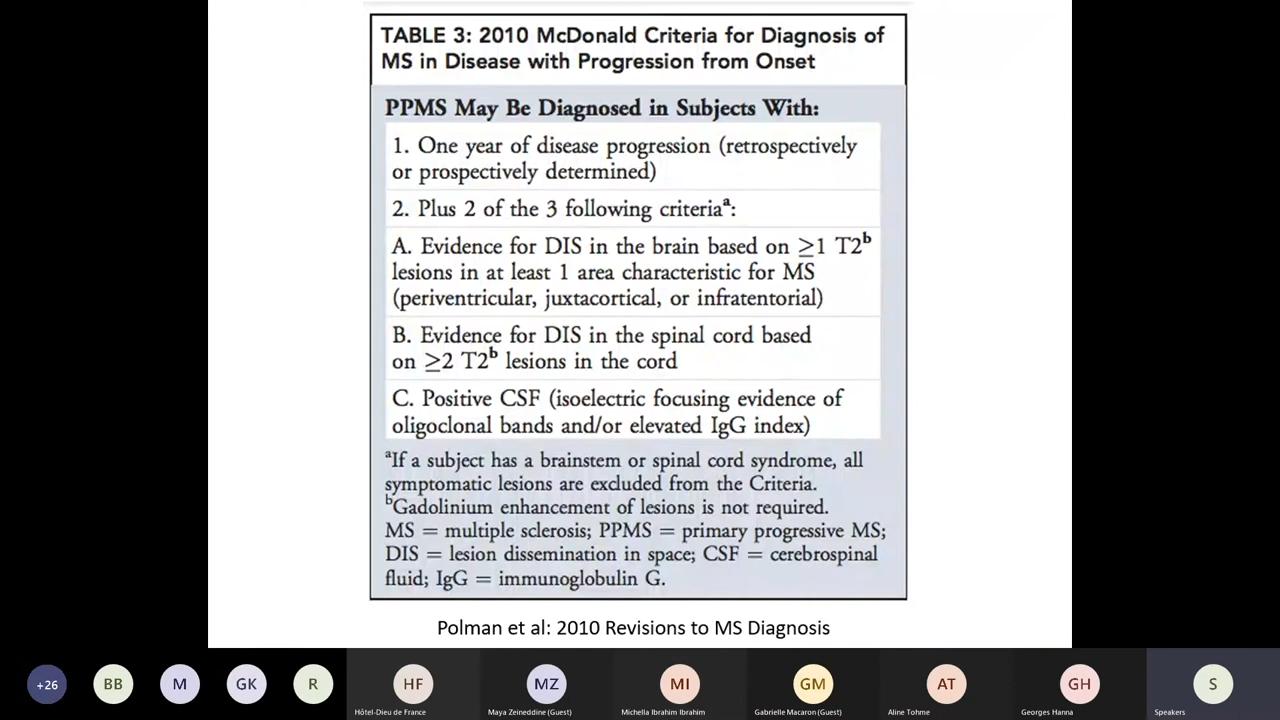 TABLE 3: 2010 McDonald Criteria for Diagnosis of
MS in Disease with Progression from Onset
PPMS May Be Diagnosed in Subjects With:
1. One year of disease progression (retrospectively
or prospectively determined)
2. Plus 2 of the 3 following criteriaᵃ:
A. Evidence for DIS in the brain based on ≥1 T2ᵇ
lesions in at least 1 area characteristic for MS
(periventricular, juxtacortical, or infratentorial)
B. Evidence for DIS in the spinal cord based
on ≥2 T2ᵇ lesions in the cord
C. Positive CSF (isoelectric focusing evidence of
oligoclonal bands and/or elevated IgG index)
ᵃIf a subject has a brainstem or spinal cord syndrome, all
symptomatic lesions are excluded from the Criteria.
ᵇGadolinium enhancement of lesions is not required.
MS = multiple sclerosis; PPMS = primary progressive MS;
DIS = lesion dissemination in space; CSF = cerebrospinal
fluid; IgG = immunoglobulin G.
Polman et al: 2010 Revisions to MS Diagnosis
+26 BB M GK R HF MZ MI GM AT GH S
Hôtel-Dieu de France Maya Zeineddine (Guest) Michella Ibrahim Ibrahim Gabrielle Macaron (Guest) Aline Tohme Georges Hanna Speakers